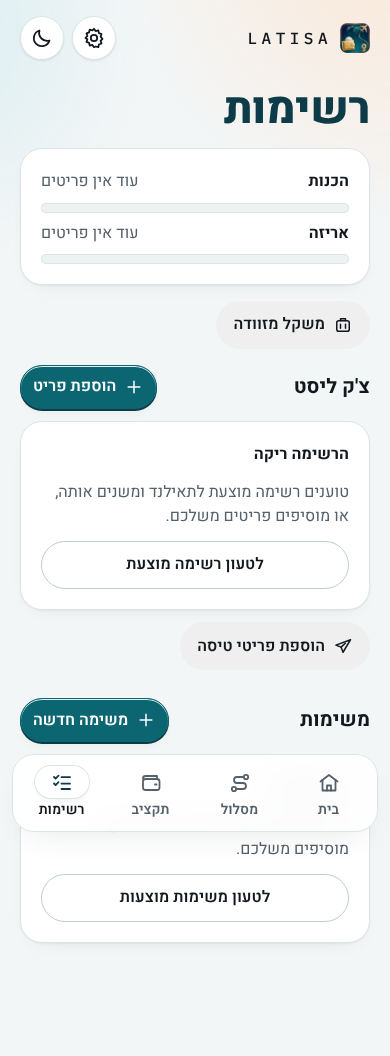 LATISA
רשימות
הכנות
עוד אין פריטים
אריזה
עוד אין פריטים
משקל מזוודה
צ'ק ליסט
הוספת פריט
הרשימה ריקה
טוענים רשימה מוצעת לתאילנד ומשנים אותה,
או מוסיפים פריטים משלכם.
לטעון רשימה מוצעת
הוספת פריטי טיסה
משימות
משימה חדשה
בית
מסלול
תקציב
רשימות
מוסיפים משלכם.
לטעון משימות מוצעות